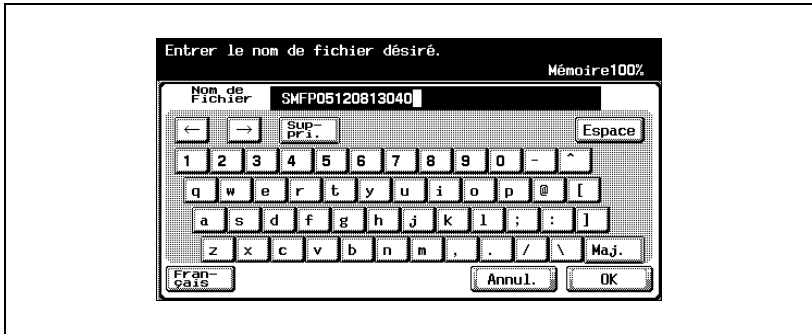 Entrer le nom de fichier désiré.
Mémoire100%
Nom de
Fichier
SMFP05120813040
← → Sup-
pri. Espace
1 2 3 4 5 6 7 8 9 0 - ^
q w e r t y u i o p @ [
a s d f g h j k l ; : ]
z x c v b n m , . / \ Maj.
Fran-
çais Annul. OK